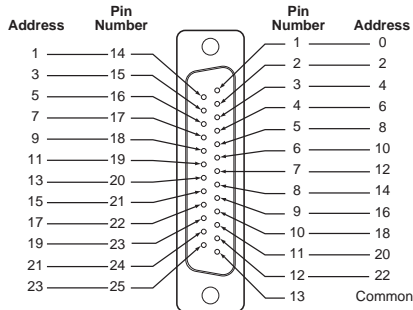 Address Pin Number Pin Number Address
1 14 1 0
3 15 2 2
5 16 3 4
7 17 4 6
9 18 5 8
11 19 6 10
13 20 7 12
15 21 8 14
17 22 9 16
19 23 10 18
21 24 11 20
23 25 12 22
13 Common